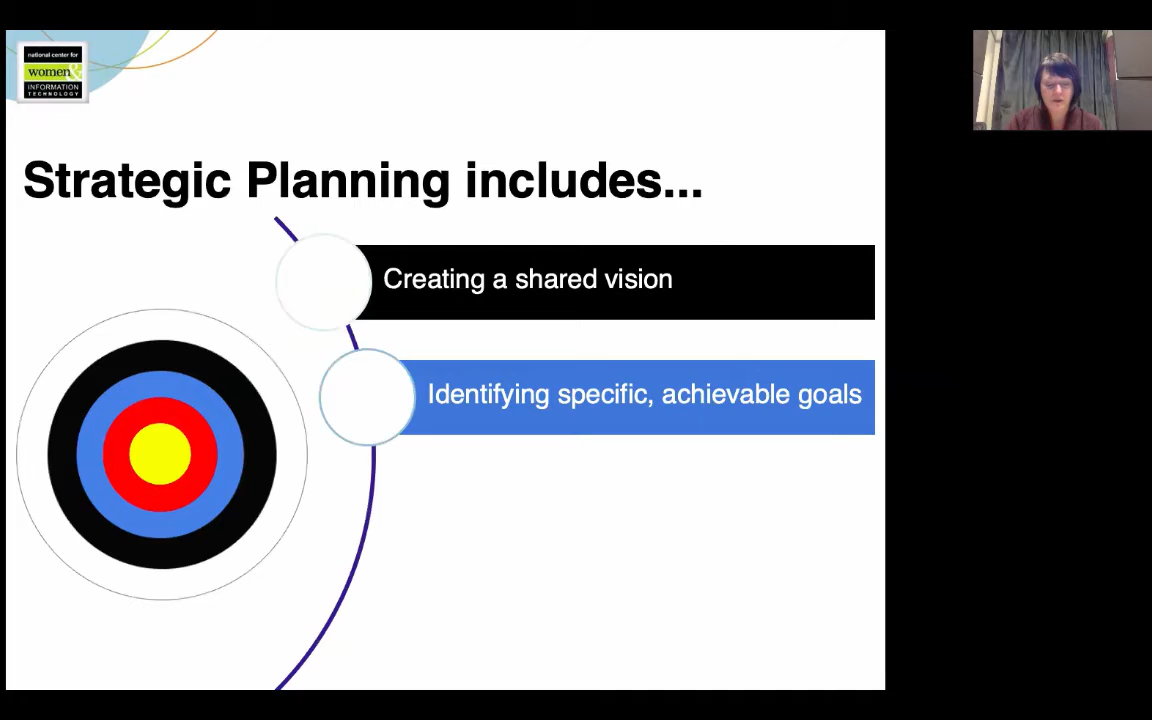 national center for
women&
INFORMATION
TECHNOLOGY
Strategic Planning includes...
Creating a shared vision
Identifying specific, achievable goals